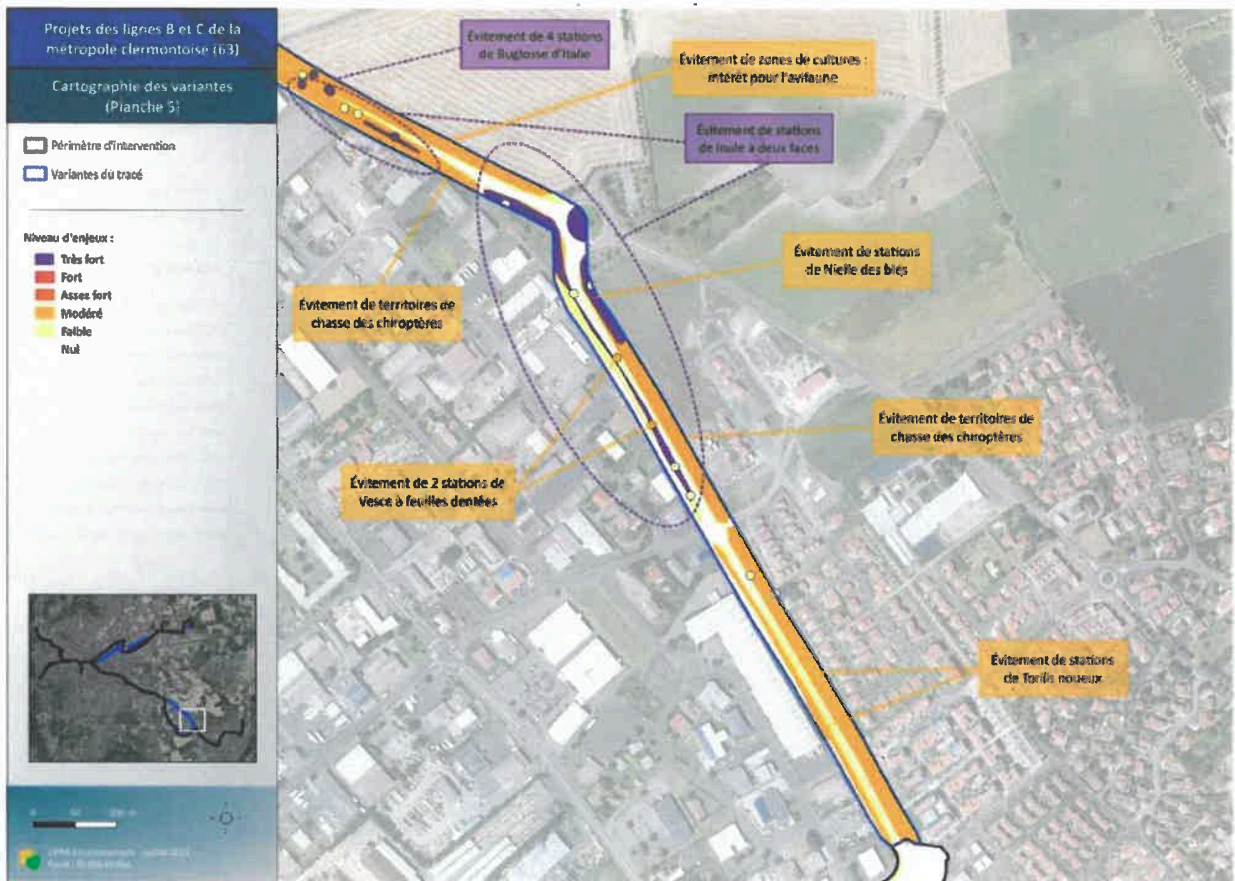 Projets des lignes B et C de la
métropole clermontoise (63)
Cartographie des variantes
(Planche 5)
Périmètre d'intervention
Variantes du tracé
Niveau d'enjeux :
Très fort
Fort
Asses fort
Modéré
Faible
Nul
Évitement de 4 stations
de Buglosse d'Italie
Évitement de zones de cultures :
intérêt pour l'avifaune
Évitement de stations
de Inule à deux faces
Évitement de stations
de Nielle des blés
Évitement de territoires de
chasse des chiroptères
Évitement de territoires de
chasse des chiroptères
Évitement de 2 stations de
Vesce à feuilles dentées
Évitement de stations
de Torilis noueux
0